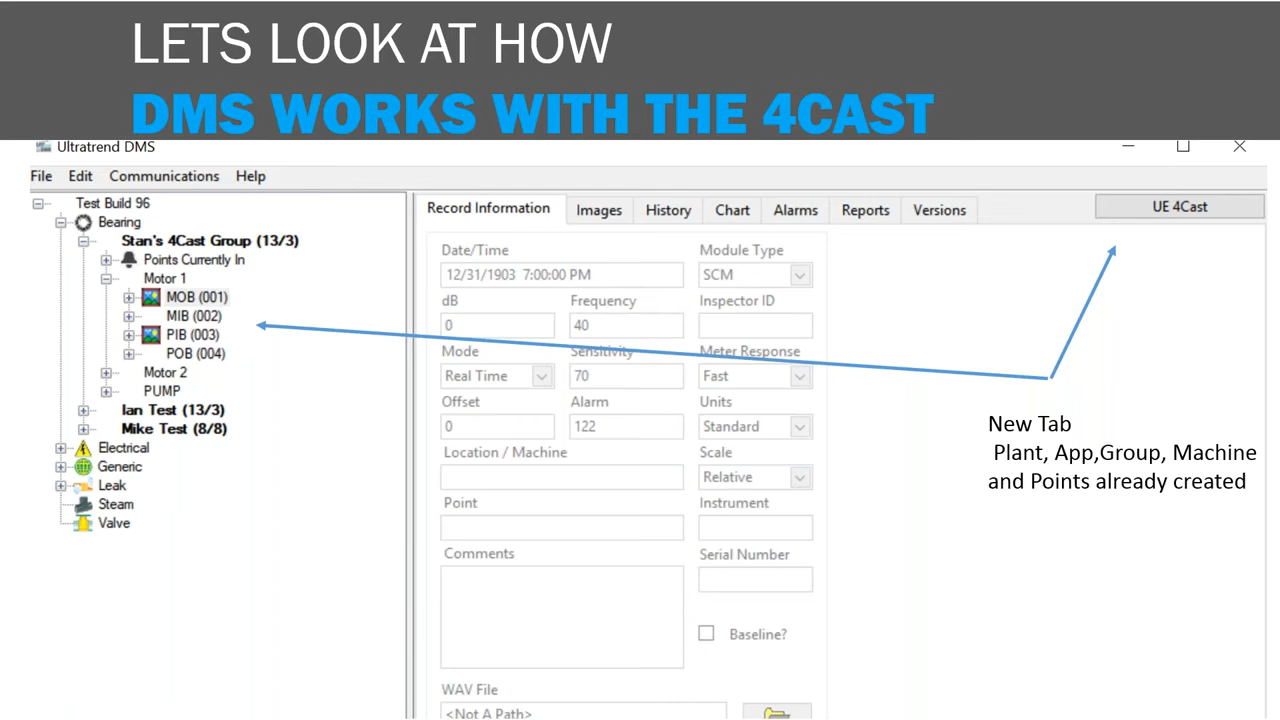 LETS LOOK AT HOW
DMS WORKS WITH THE 4CAST
Ultratrend DMS
File Edit Communications Help
Test Build 96
Bearing
Stan's 4Cast Group (13/3)
Points Currently In
Motor 1
MOB (001)
MIB (002)
PIB (003)
POB (004)
Motor 2
PUMP
Ian Test (13/3)
Mike Test (8/8)
Electrical
Generic
Leak
Steam
Valve
Record Information Images History Chart Alarms Reports Versions UE 4Cast
Date/Time Module Type
12/31/1903 7:00:00 PM SCM
dB Frequency Inspector ID
0 40
Mode Sensitivity Meter Response
Real Time 70 Fast
Offset Alarm Units
0 122 Standard
Location / Machine Scale
Relative
Point Instrument
Comments Serial Number
Baseline?
WAV File
<Not A Path>
New Tab
Plant, App,Group, Machine
and Points already created